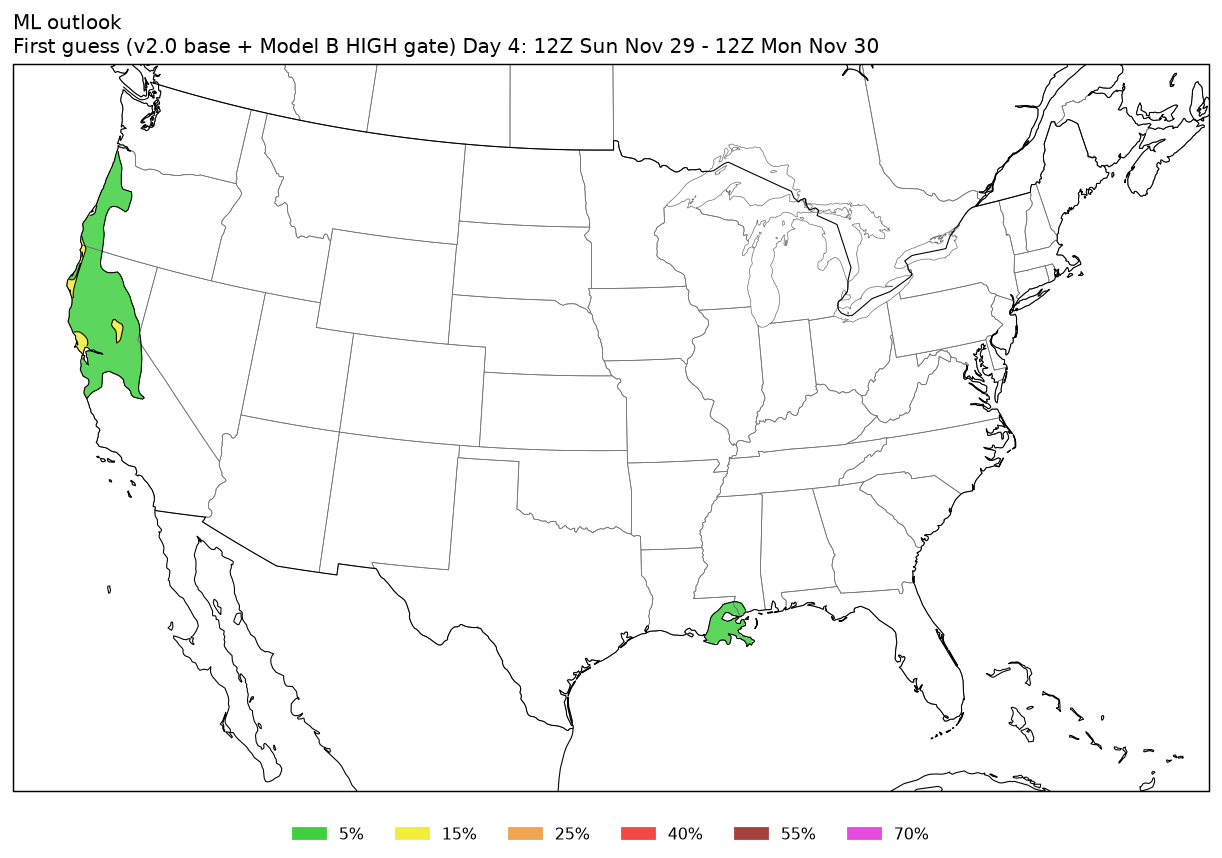 ML outlook
First guess (v2.0 base + Model B HIGH gate) Day 4: 12Z Sun Nov 29 - 12Z Mon Nov 30
5% 15% 25% 40% 55% 70%